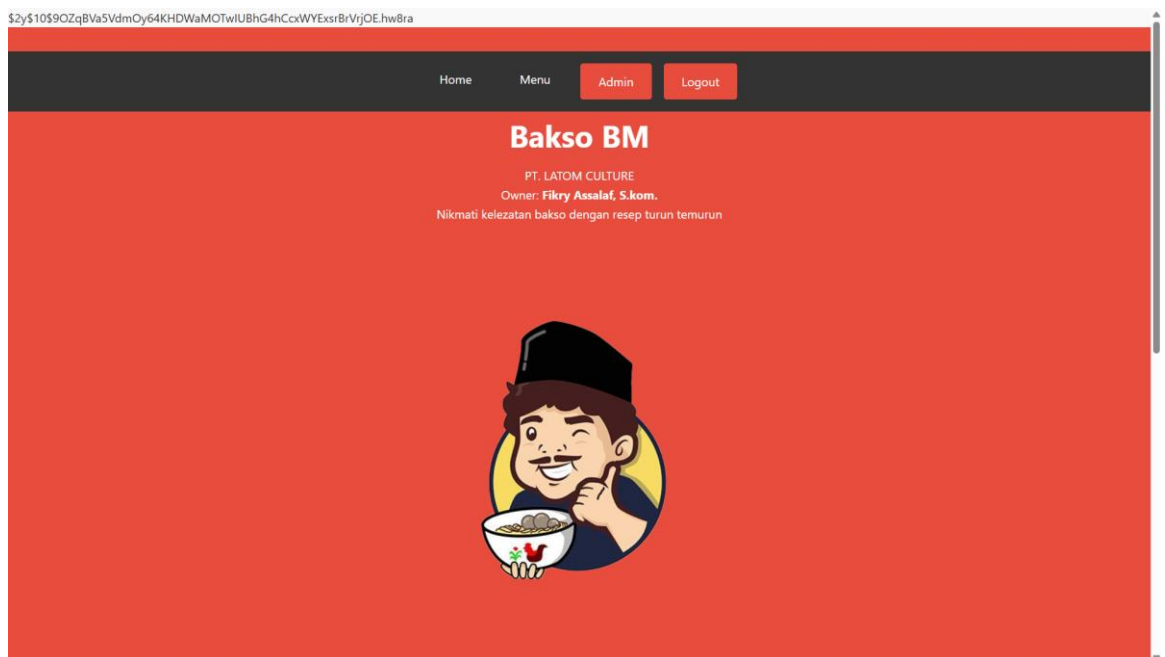 $2y$10$9OZqBVa5VdmOy64KHDWaMOTwIUBhG4hCcxWYExsrBrVrjOE.hw8ra
Home Menu Admin Logout
Bakso BM
PT. LATOM CULTURE
Owner: Fikry Assalaf, S.kom.
Nikmati kelezatan bakso dengan resep turun temurun